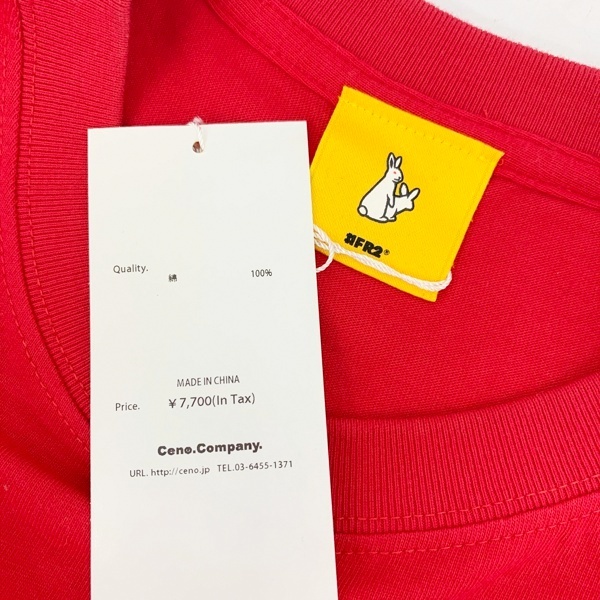 #FR2®
Quality.
綿 100%
MADE IN CHINA
Price. ¥7,700(In Tax)
Ceno.Company.
URL. http://ceno.jp TEL.03-6455-1371